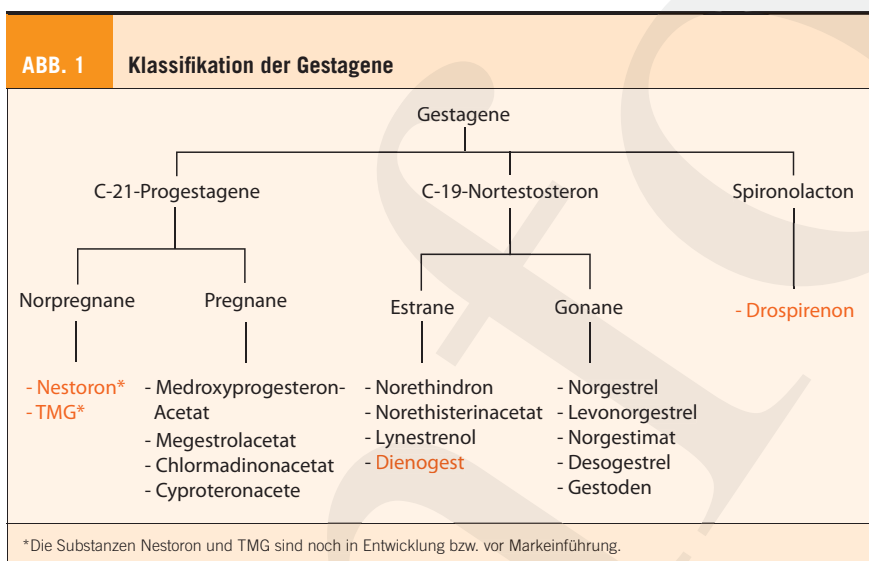 ABB. 1 Klassifikation der Gestagene
Gestagene
C-21-Progestagene C-19-Nortestosteron Spironolacton
Norpregnane Pregnane Estrane Gonane - Drospirenon
- Nestoron*
- TMG*
- Medroxyprogesteron-
Acetat
- Megestrolacetat
- Chlormadinonacetat
- Cyproteronacete
- Norethindron
- Norethisterinacetat
- Lynestrenol
- Dienogest
- Norgestrel
- Levonorgestrel
- Norgestimat
- Desogestrel
- Gestoden
*Die Substanzen Nestoron und TMG sind noch in Entwicklung bzw. vor Markeinführung.